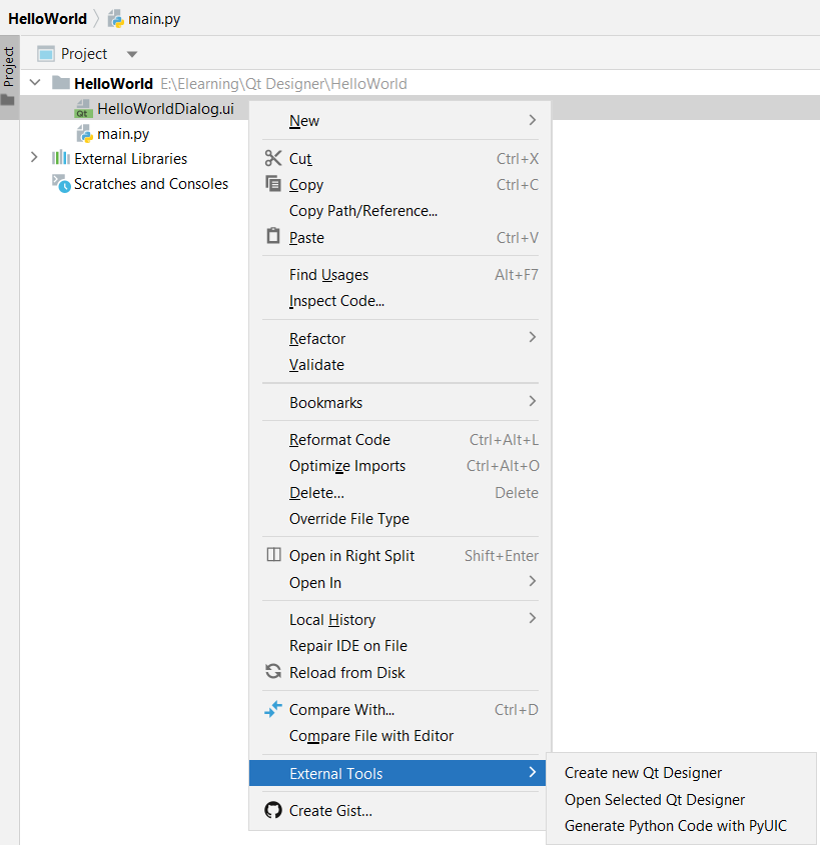 HelloWorld main.py
Project
Project
HelloWorld E:\Elearning\Qt Designer\HelloWorld
Qt HelloWorldDialog.ui
main.py
External Libraries
Scratches and Consoles
New
Cut Ctrl+X
Copy Ctrl+C
Copy Path/Reference...
Paste Ctrl+V
Find Usages Alt+F7
Inspect Code...
Refactor
Validate
Bookmarks
Reformat Code Ctrl+Alt+L
Optimize Imports Ctrl+Alt+O
Delete... Delete
Override File Type
Open in Right Split Shift+Enter
Open In
Local History
Repair IDE on File
Reload from Disk
Compare With... Ctrl+D
Compare File with Editor
External Tools
Create new Qt Designer
Open Selected Qt Designer
Generate Python Code with PyUIC
Create Gist...